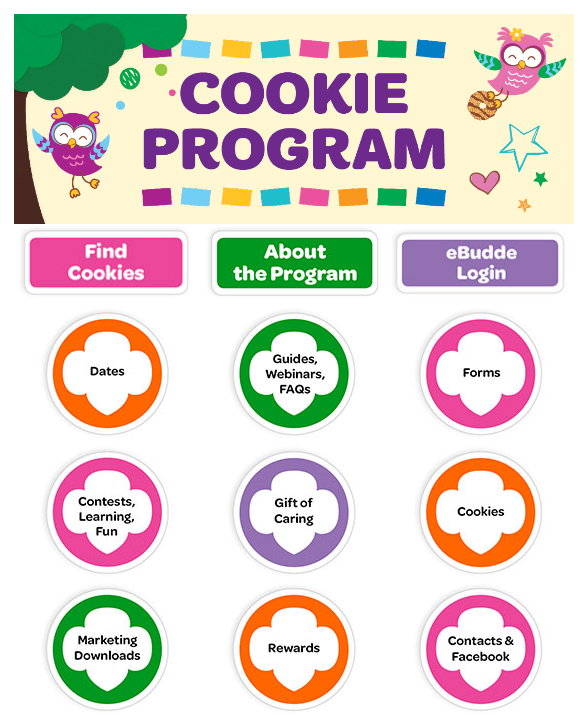 COOKIE
PROGRAM
Find
Cookies
About
the Program
eBudde
Login
Dates
Guides,
Webinars,
FAQs
Forms
Contests,
Learning,
Fun
Gift of
Caring
Cookies
Marketing
Downloads
Rewards
Contacts &
Facebook